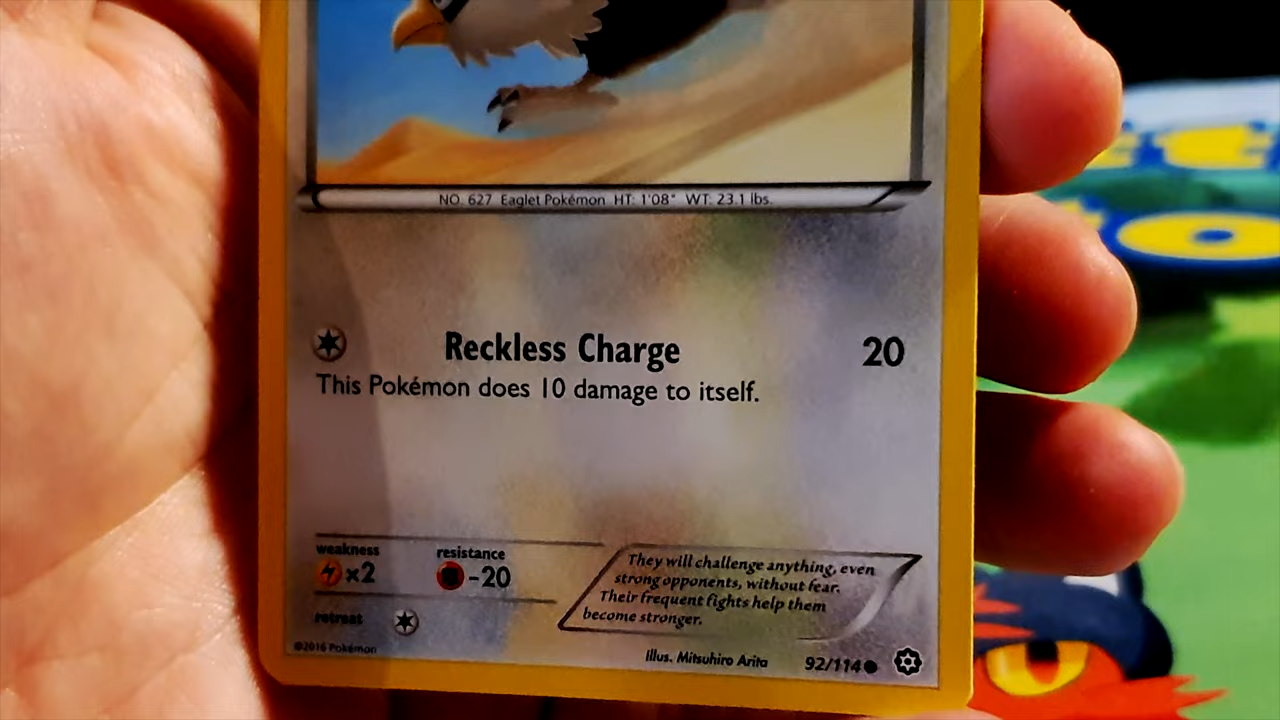 NO. 627 Eaglet Pokémon HT: 1'08" WT: 23.1 lbs.
Reckless Charge 20
This Pokémon does 10 damage to itself.
weakness resistance
×2 -20
retreat
They will challenge anything, even
strong opponents, without fear.
Their frequent fights help them
become stronger.
©2016 Pokémon
Illus. Mitsuhiro Arita 92/114